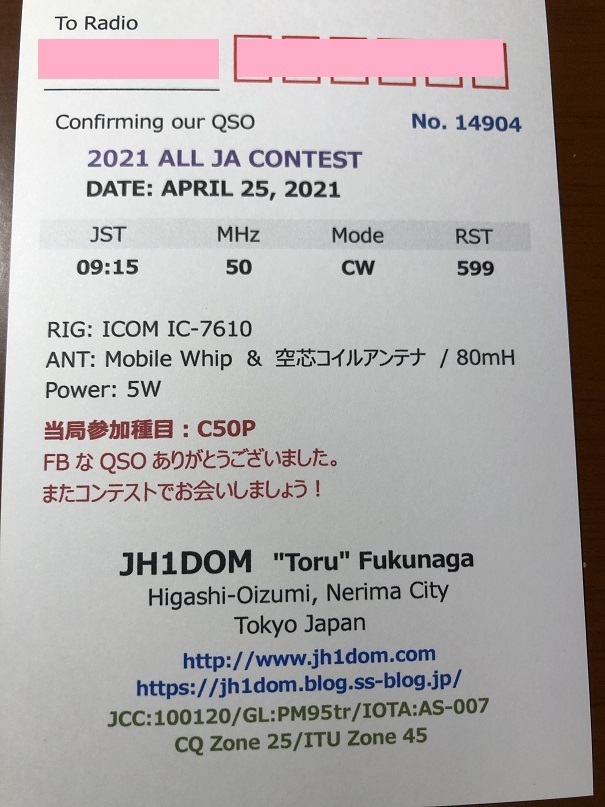 To Radio
Confirming our QSO No. 14904
2021 ALL JA CONTEST
DATE: APRIL 25, 2021
JST MHz Mode RST
09:15 50 CW 599
RIG: ICOM IC-7610
ANT: Mobile Whip & 空芯コイルアンテナ / 80mH
Power: 5W
当局参加種目：C50P
FB な QSO ありがとうございました。
またコンテストでお会いしましょう！
JH1DOM "Toru" Fukunaga
Higashi-Oizumi, Nerima City
Tokyo Japan
http://www.jh1dom.com
https://jh1dom.blog.ss-blog.jp/
JCC:100120/GL:PM95tr/IOTA:AS-007
CQ Zone 25/ITU Zone 45